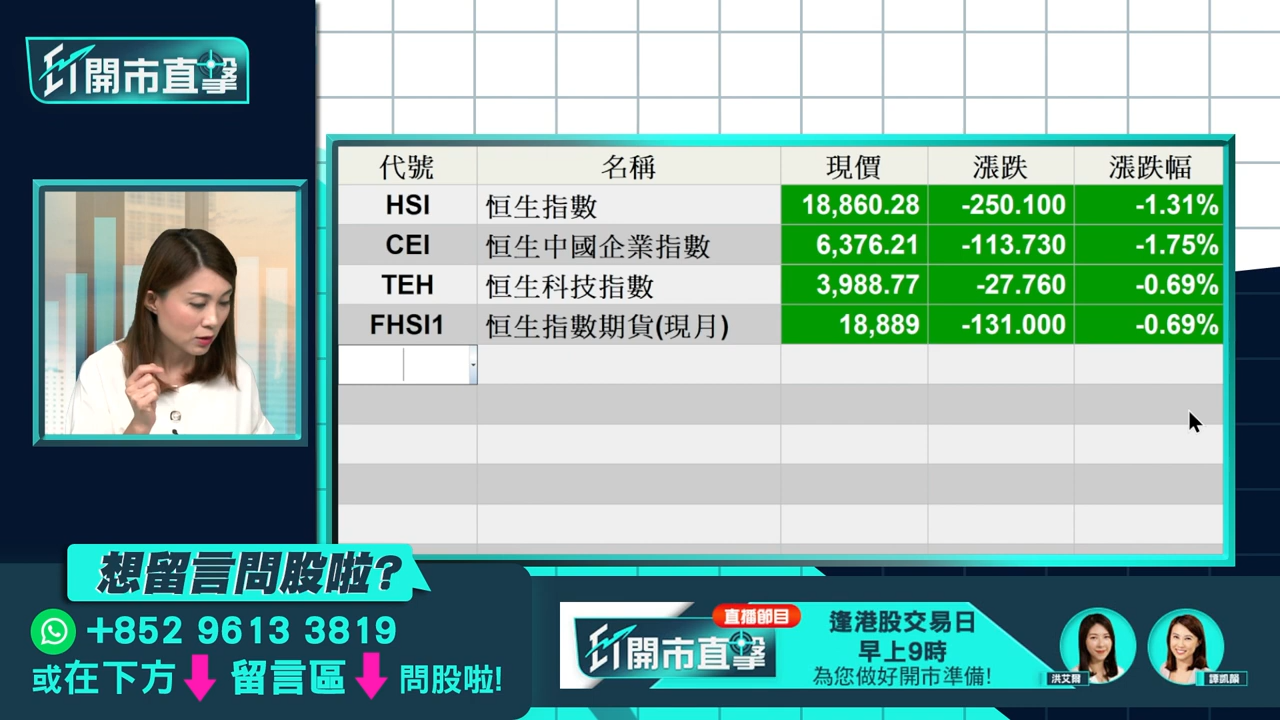 ET開市直擊
代號 名稱 現價 漲跌 漲跌幅
HSI 恒生指數 18,860.28 -250.100 -1.31%
CEI 恒生中國企業指數 6,376.21 -113.730 -1.75%
TEH 恒生科技指數 3,988.77 -27.760 -0.69%
FHSI1 恒生指數期貨(現月) 18,889 -131.000 -0.69%
想留言問股啦?
+852 9613 3819
或在下方 留言區 問股啦!
直播節目
ET開市直擊
逢港股交易日
早上9時
為您做好開市準備!
洪艾爾
譚凱韻